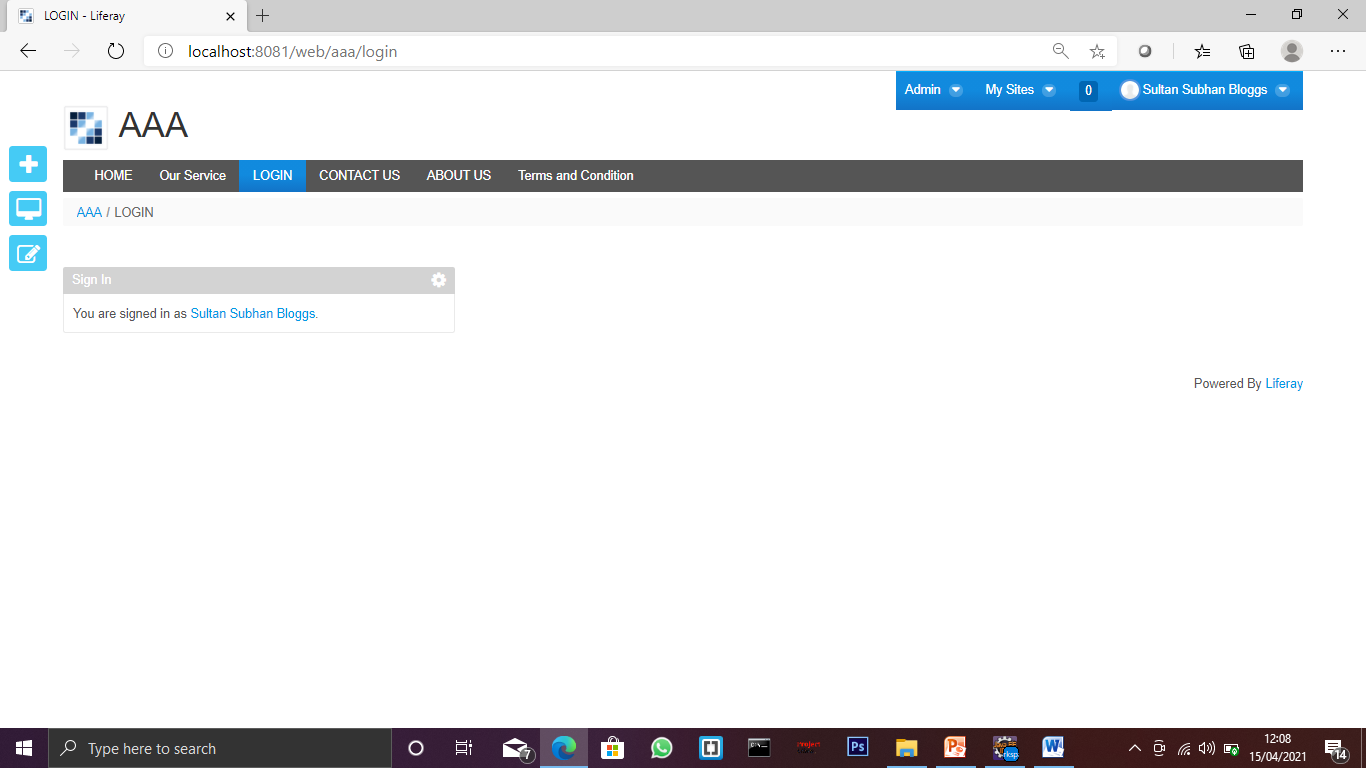 LOGIN - Liferay
localhost:8081/web/aaa/login
Admin My Sites 0 Sultan Subhan Bloggs
AAA
HOME Our Service LOGIN CONTACT US ABOUT US Terms and Condition
AAA / LOGIN
Sign In
You are signed in as Sultan Subhan Bloggs.
Powered By Liferay
Type here to search
7
Ps
12:08
15/04/2021
14